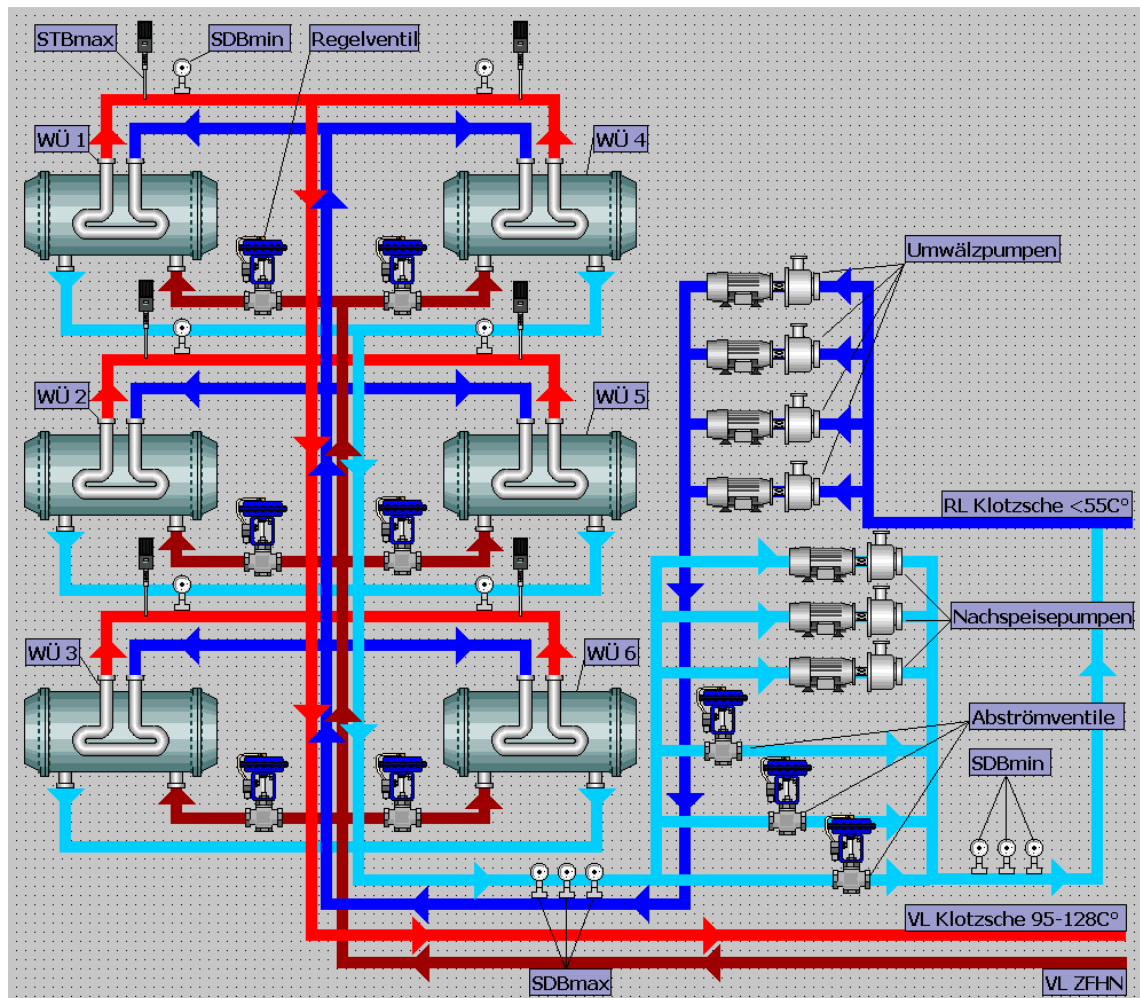 STBmax
SDBmin
Regelventil
WÜ 1
WÜ 4
Umwälzpumpen
WÜ 2
WÜ 5
RL Klotzsche <55C°
Nachspeisepumpen
WÜ 3
WÜ 6
Abströmventile
SDBmin
VL Klotzsche 95-128C°
SDBmax
VL ZFHN